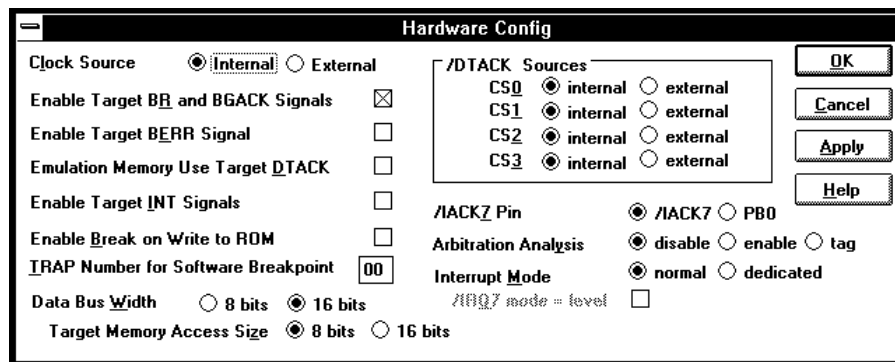 Hardware Config
Clock Source Internal External
Enable Target BR and BGACK Signals
Enable Target BERR Signal
Emulation Memory Use Target DTACK
Enable Target INT Signals
Enable Break on Write to ROM
TRAP Number for Software Breakpoint 00
Data Bus Width 8 bits 16 bits
Target Memory Access Size 8 bits 16 bits
/DTACK Sources
CS0 internal external
CS1 internal external
CS2 internal external
CS3 internal external
/IACK7 Pin /IACK7 PB0
Arbitration Analysis disable enable tag
Interrupt Mode normal dedicated
/IRQ7 mode = level
OK
Cancel
Apply
Help